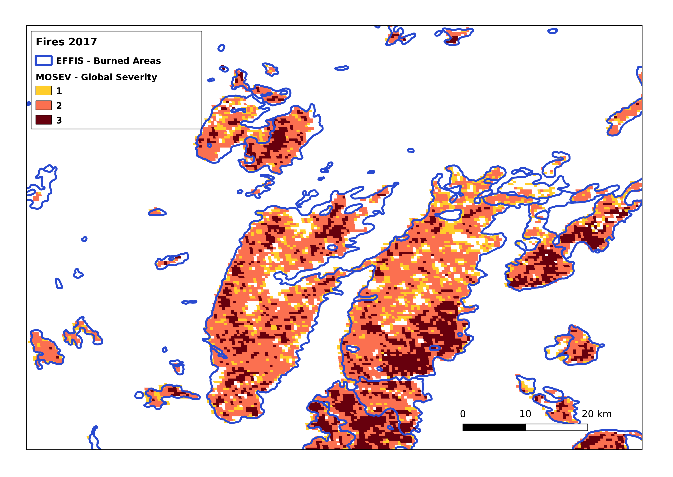 Fires 2017
EFFIS - Burned Areas
MOSEV - Global Severity
1
2
3
0 10 20 km